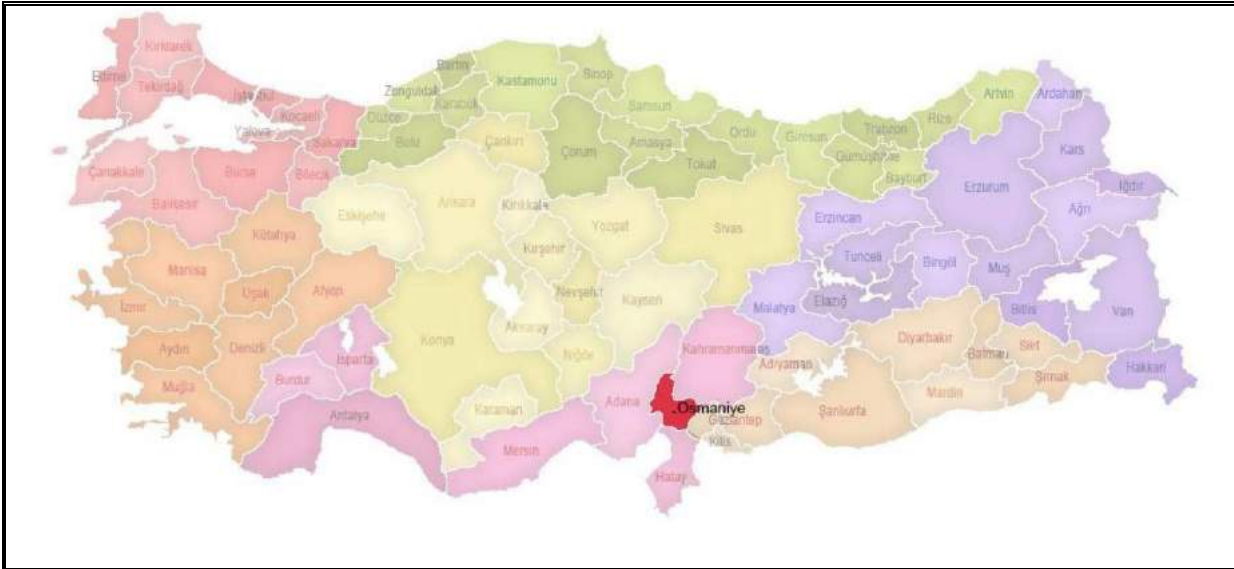 Kırklareli
Edirne
Tekirdağ
İstanbul
Kocaeli
Yalova
Sakarya
Çanakkale
Balıkesir
Bursa
Bilecik
Bartın
Zonguldak
Karabük
Düzce
Bolu
Kastamonu
Sinop
Çankırı
Çorum
Samsun
Amasya
Tokat
Ordu
Giresun
Trabzon
Gümüşhane
Rize
Bayburt
Artvin
Ardahan
Kars
Iğdır
Erzurum
Ağrı
Erzincan
Tunceli
Bingöl
Muş
Elazığ
Malatya
Bitlis
Van
Hakkari
Eskişehir
Ankara
Kırıkkale
Kırşehir
Yozgat
Sivas
Nevşehir
Kayseri
Aksaray
Konya
Niğde
Karaman
Kütahya
Manisa
Uşak
Afyon
İzmir
Aydın
Denizli
Muğla
Isparta
Burdur
Antalya
Mersin
Adana
Kahramanmaraş
Osmaniye
Hatay
Adıyaman
Gaziantep
Kilis
Şanlıurfa
Diyarbakır
Batman
Siirt
Mardin
Şırnak